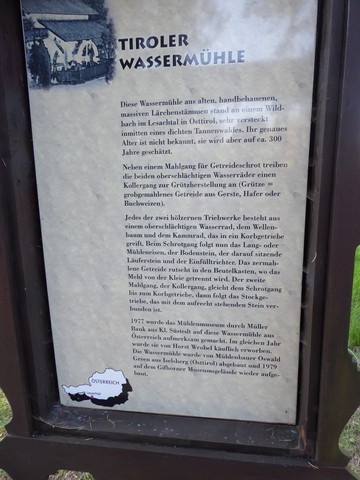 TIROLER
WASSERMÜHLE
Diese Wassermühle aus alten, handbehauenen,
massiven Lärchenstämmen stand an einem Wild-
bach im Lesachtal in Osttirol, sehr versteckt
inmitten eines dichten Tannenwaldes. Ihr genaues
Alter ist nicht bekannt, sie wird aber auf ca. 300
Jahre geschätzt.
Neben einem Mahlgang für Getreideschrot treiben
die beiden oberschlächtigen Wasserräder einen
Kollergang zur Grützherstellung an (Grütze =
grobgemahlenes Getreide aus Gerste, Hafer oder
Buchweizen).
Jedes der zwei hölzernen Triebwerke besteht aus
einem oberschlächtigen Wasserrad, dem Wellen-
baum und dem Kammrad, das in ein Korbgetriebe
greift. Beim Schrotgang folgt nun das Lang- oder
Mühleisen, der Bodenstein, der darauf sitzende
Läuferstein und der Einfülltrichter. Das zermah-
lene Getreide rutscht in den Beutelkasten, wo das
Mehl von der Kleie getrennt wird. Der zweite
Mahlgang, der Kollergang, gleicht dem Schrotgang
bis zum Korbgetriebe, dann folgt das Stockge-
triebe, das mit dem aufrecht stehenden Stein ver-
bunden ist.
1977 wurde das Mühlenmuseum durch Müller
Bank aus Kl. Süstedt auf diese Wassermühle aus
Österreich aufmerksam gemacht. Im gleichen Jahr
wurde sie von Horst Wrobel käuflich erworben.
Die Wassermühle wurde von Mühlenbauer Oswald
Gesen aus Iselsberg (Osttirol) abgebaut und 1979
auf dem Gifhorner Museumsgelände wieder aufge-
baut.
ÖSTERREICH